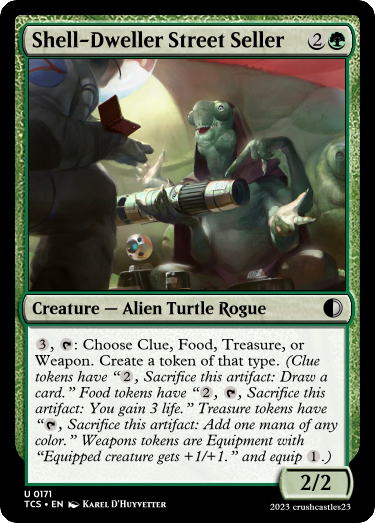 Shell-Dweller Street Seller 2
Creature — Alien Turtle Rogue
3, T: Choose Clue, Food, Treasure, or
Weapon. Create a token of that type. (Clue
tokens have “2, Sacrifice this artifact: Draw a
card.” Food tokens have “2, T, Sacrifice this
artifact: You gain 3 life.” Treasure tokens have
“T, Sacrifice this artifact: Add one mana of any
color.” Weapons tokens are Equipment with
“Equipped creature gets +1/+1.” and equip 1.)
2/2
U 0171
TCS • EN Karel D'Huyvetter
2023 crushcastles23